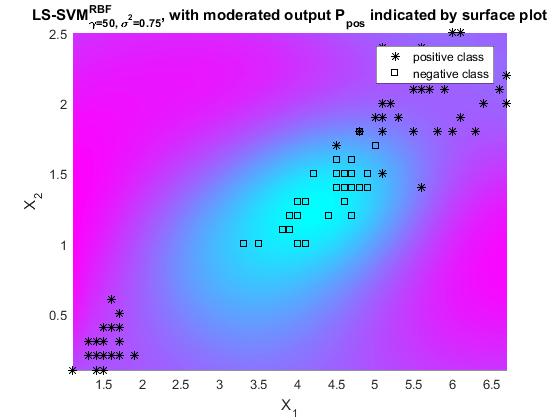 LS-SVM^RBF_γ=50, σ²=0.75, with moderated output P_pos indicated by surface plot
2.5
positive class
negative class
2
1.5
X_2
1
0.5
1.5 2 2.5 3 3.5 4 4.5 5 5.5 6 6.5
X_1